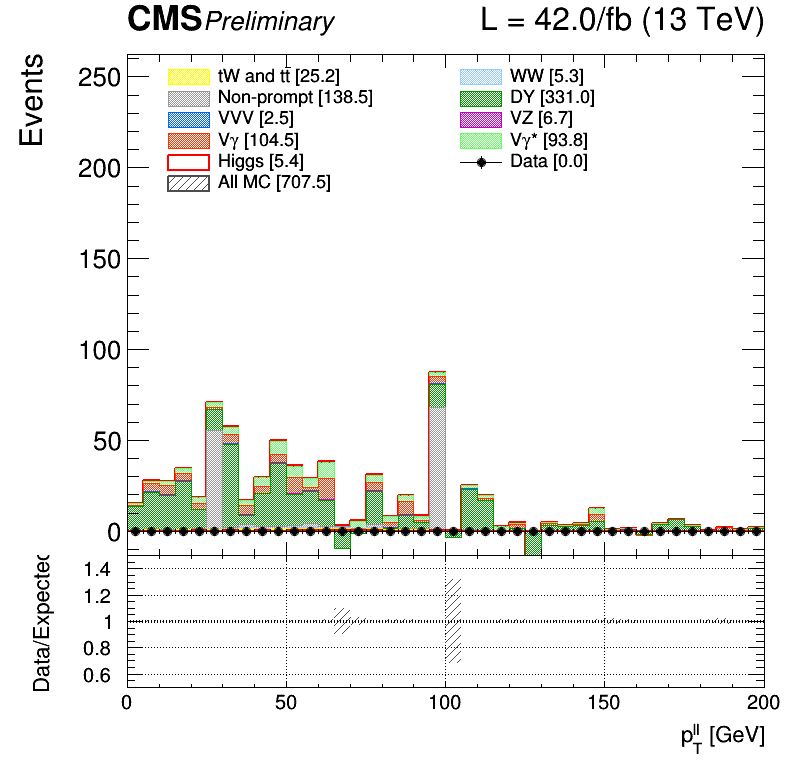 CMS Preliminary L = 42.0/fb (13 TeV)
Events
250
200
150
100
50
0
tW and tt̄ [25.2]
Non-prompt [138.5]
VVV [2.5]
Vγ [104.5]
Higgs [5.4]
All MC [707.5]
WW [5.3]
DY [331.0]
VZ [6.7]
Vγ* [93.8]
Data [0.0]
Data/Expected
1.4
1.2
1
0.8
0.6
0 50 100 150 200
p_T^ll [GeV]